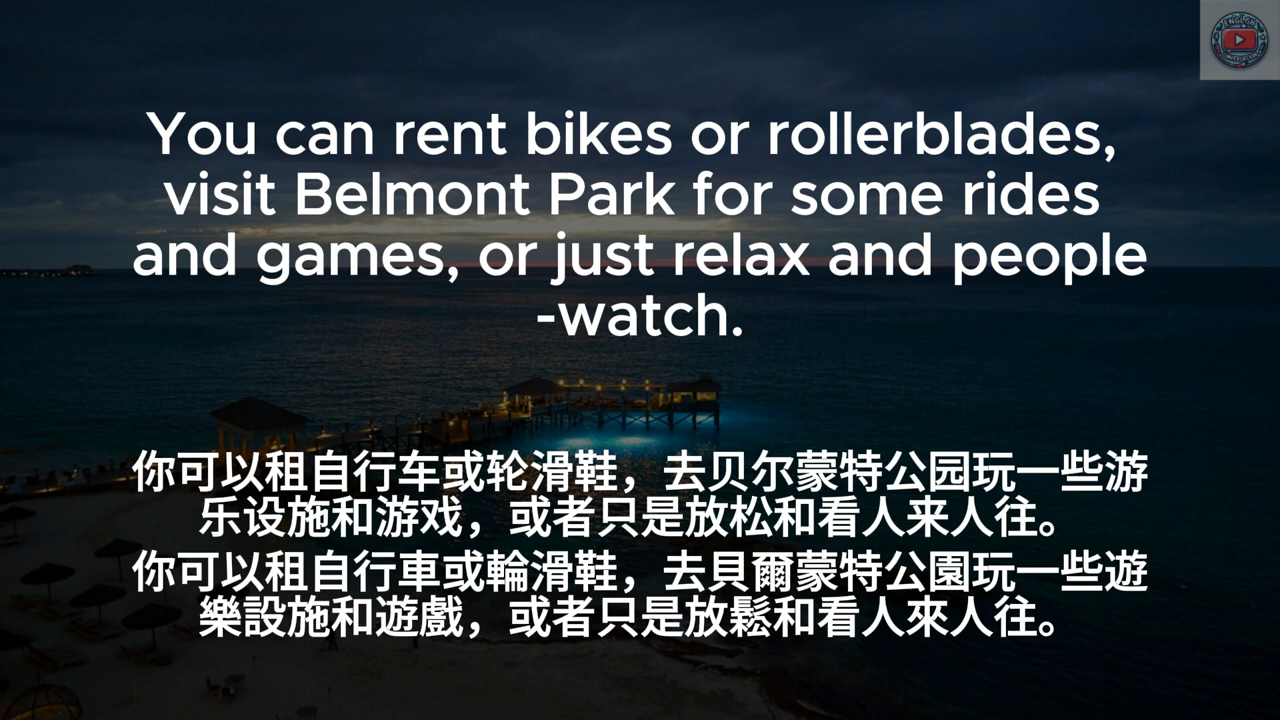 You can rent bikes or rollerblades,
visit Belmont Park for some rides
and games, or just relax and people
-watch.
你可以租自行车或轮滑鞋，去贝尔蒙特公园玩一些游
乐设施和游戏，或者只是放松和看人来人往。
你可以租自行車或輪滑鞋，去貝爾蒙特公園玩一些遊
樂設施和遊戲，或者只是放鬆和看人來人往。